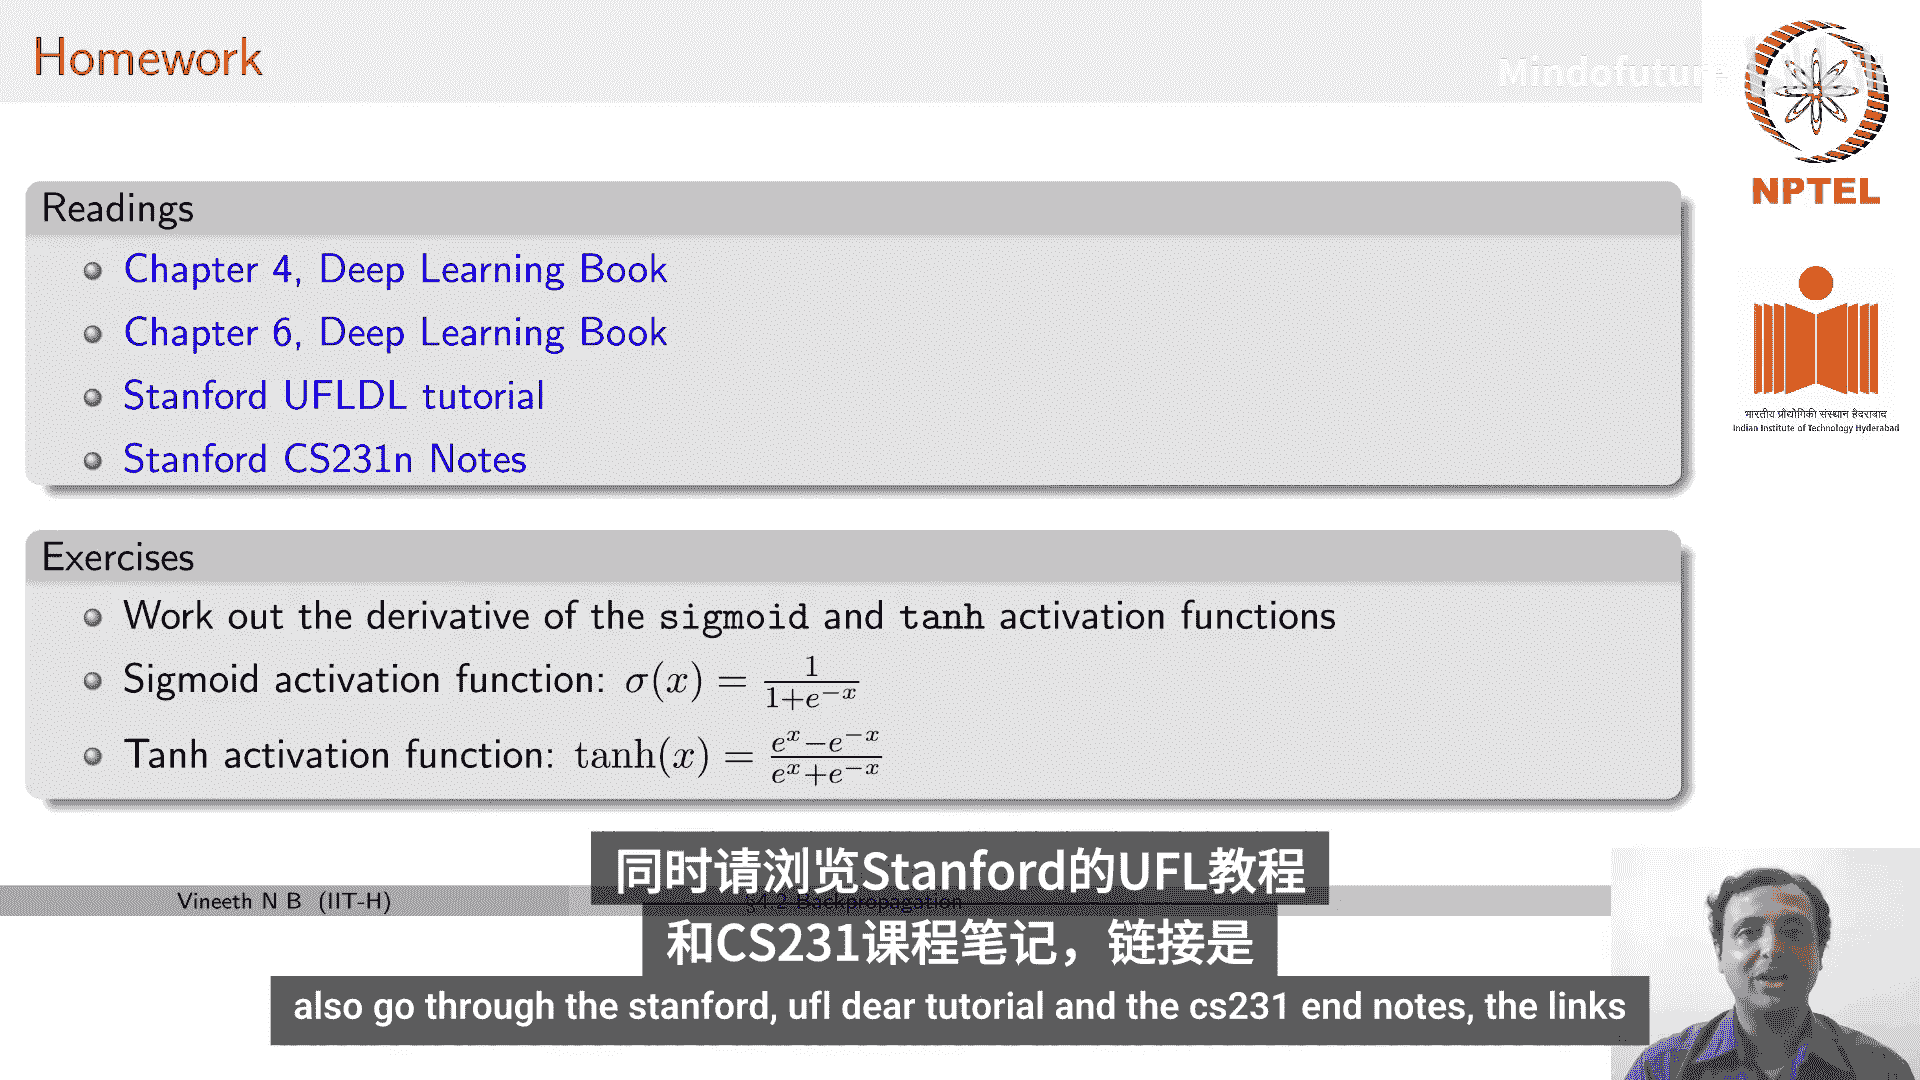 Homework
Mindofutur
NPTEL
Readings
Chapter 4, Deep Learning Book
Chapter 6, Deep Learning Book
Stanford UFLDL tutorial
Stanford CS231n Notes
भारतीय प्रौद्योगिकी संस्थान हैदराबाद
Indian Institute of Technology Hyderabad
Exercises
Work out the derivative of the sigmoid and tanh activation functions
Sigmoid activation function: σ(x) = 1/(1+e^{-x})
Tanh activation function: tanh(x) = (e^x−e^{-x})/(e^x+e^{-x})
同时请浏览Stanford的UFL教程
Vineeth N B (IIT-H)
§4.2 Backpropagation
和CS231课程笔记，链接是
also go through the stanford, ufl dear tutorial and the cs231 end notes, the links